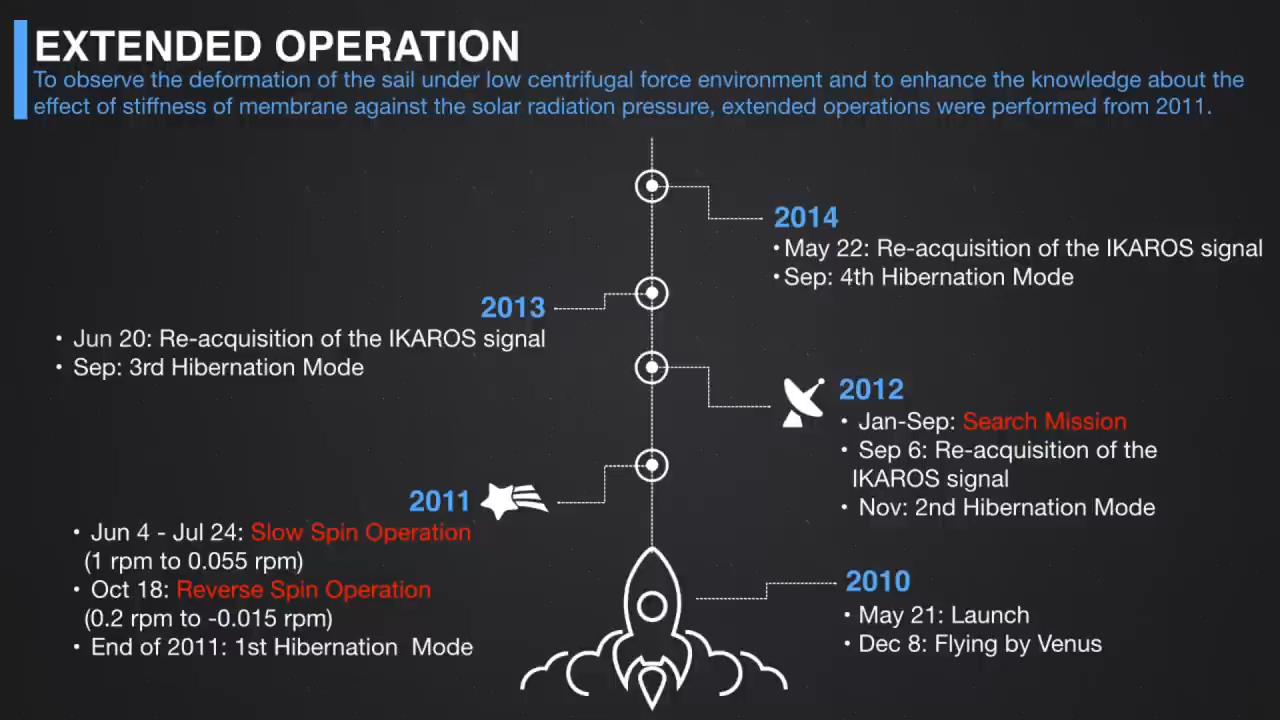 EXTENDED OPERATION
To observe the deformation of the sail under low centrifugal force environment and to enhance the knowledge about the
effect of stiffness of membrane against the solar radiation pressure, extended operations were performed from 2011.
2014
•May 22: Re-acquisition of the IKAROS signal
•Sep: 4th Hibernation Mode
2013
• Jun 20: Re-acquisition of the IKAROS signal
• Sep: 3rd Hibernation Mode
2012
• Jan-Sep: Search Mission
• Sep 6: Re-acquisition of the
IKAROS signal
• Nov: 2nd Hibernation Mode
2011
• Jun 4 - Jul 24: Slow Spin Operation
(1 rpm to 0.055 rpm)
• Oct 18: Reverse Spin Operation
(0.2 rpm to -0.015 rpm)
• End of 2011: 1st Hibernation Mode
2010
• May 21: Launch
• Dec 8: Flying by Venus